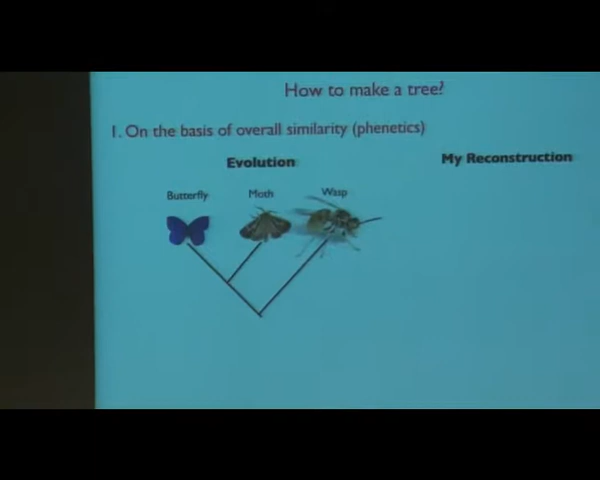 How to make a tree?
1. On the basis of overall similarity (phenetics)
Evolution
My Reconstruction
Butterfly
Moth
Wasp